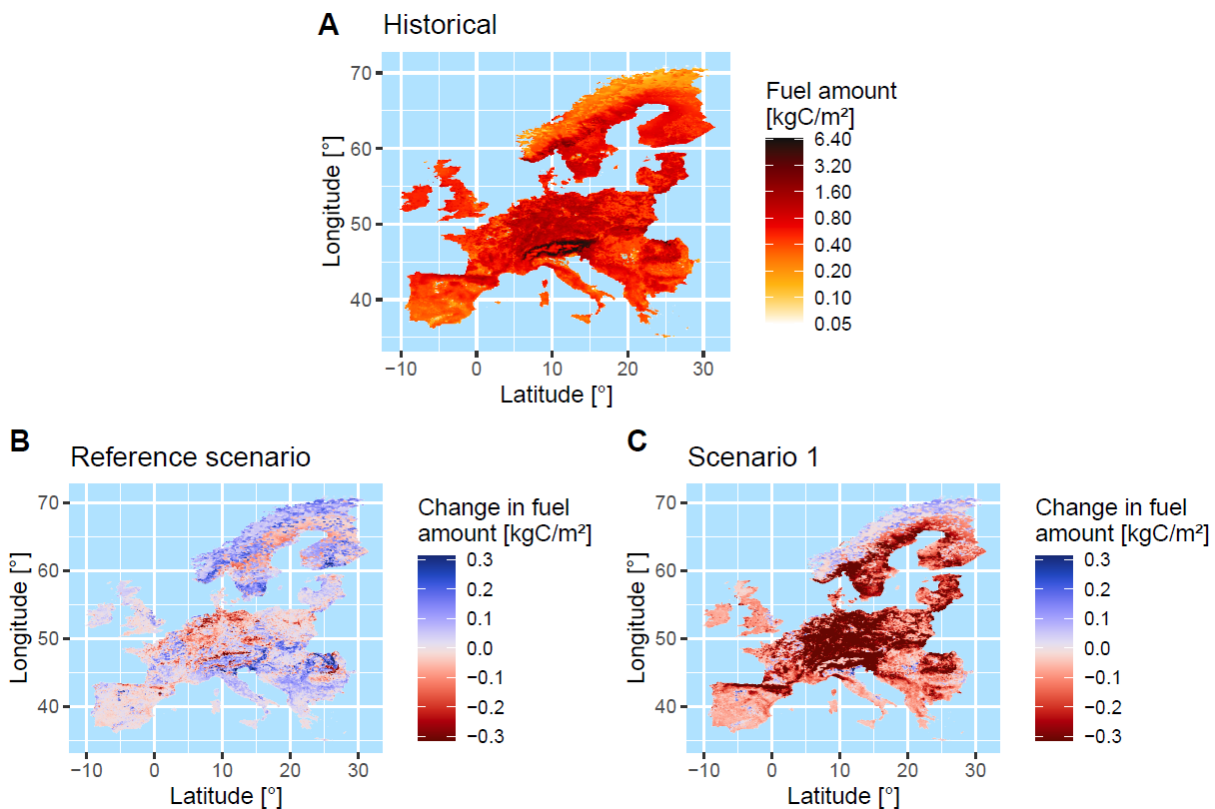 A Historical
Fuel amount
[kgC/m²]
6.40
3.20
1.60
0.80
0.40
0.20
0.10
0.05
Longitude [°]
70
60
50
40
−10 0 10 20 30
Latitude [°]
B
Reference scenario
Change in fuel
amount [kgC/m²]
0.3
0.2
0.1
0.0
−0.1
−0.2
−0.3
Longitude [°]
70
60
50
40
−10 0 10 20 30
Latitude [°]
C
Scenario 1
Change in fuel
amount [kgC/m²]
0.3
0.2
0.1
0.0
−0.1
−0.2
−0.3
Longitude [°]
70
60
50
40
−10 0 10 20 30
Latitude [°]